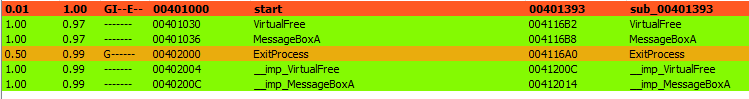 0.01 1.00 GI--E-- 00401000 start 00401393 sub_00401393
1.00 0.97 ------- 00401030 VirtualFree 004116B2 VirtualFree
1.00 0.97 ------- 00401036 MessageBoxA 004116B8 MessageBoxA
0.50 0.99 G------ 00402000 ExitProcess 004116A0 ExitProcess
1.00 0.99 ------- 00402004 __imp_VirtualFree 0041200C __imp_VirtualFree
1.00 0.99 ------- 0040200C __imp_MessageBoxA 00412014 __imp_MessageBoxA